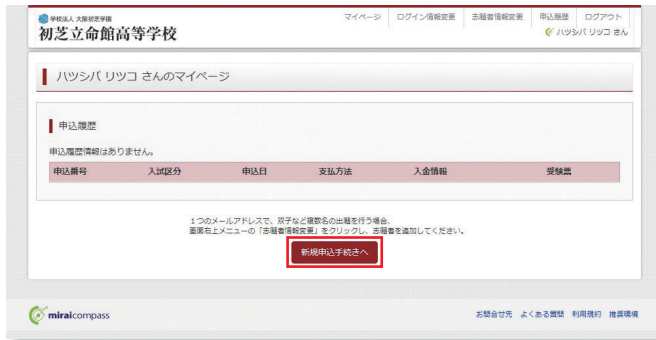 学校法人 大阪初芝学園
初芝立命館高等学校
マイページ ログイン情報変更 志願者情報変更 申込履歴 ログアウト
ハツシバ リツコ さん
ハツシバ リツコ さんのマイページ
申込履歴
申込履歴情報はありません。
申込番号 入試区分 申込日 支払方法 入金情報 受験票
1つのメールアドレスで、双子など複数名の出願を行う場合、
画面右上メニューの「志願者情報変更」をクリックし、志願者を追加してください。
新規申込手続きへ
miraicompass
お問合せ先 よくある質問 利用規約 推奨環境